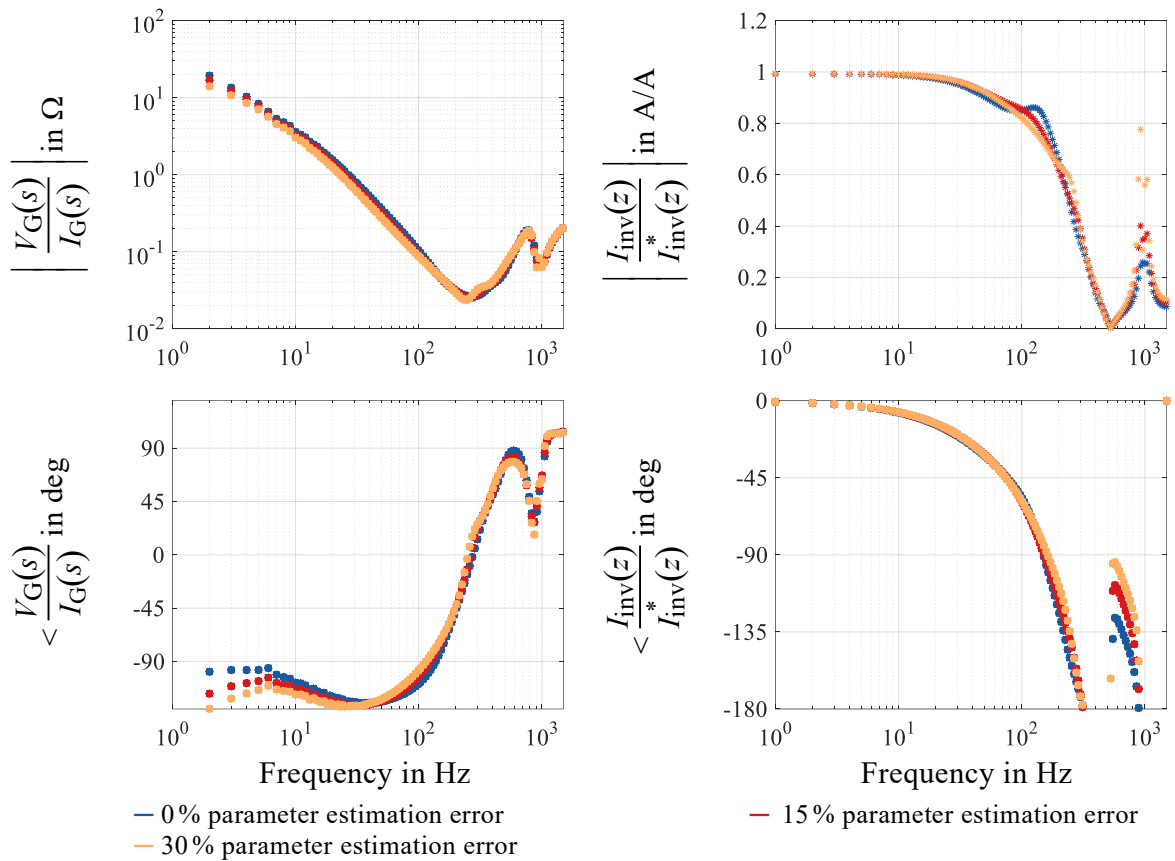 10²
10¹
10⁰
10⁻¹
10⁻²
10⁰ 10¹ 10² 10³
| V_G(s) / I_G(s) | in Ω
1.2
1
0.8
0.6
0.4
0.2
0
10⁰ 10¹ 10² 10³
| I_inv(z) / I*_inv(z) | in A/A
90
45
0
-45
-90
10⁰ 10¹ 10² 10³
< V_G(s) / I_G(s) in deg
Frequency in Hz
0
-45
-90
-135
-180
10⁰ 10¹ 10² 10³
< I_inv(z) / I*_inv(z) in deg
Frequency in Hz
0 % parameter estimation error
15 % parameter estimation error
30 % parameter estimation error